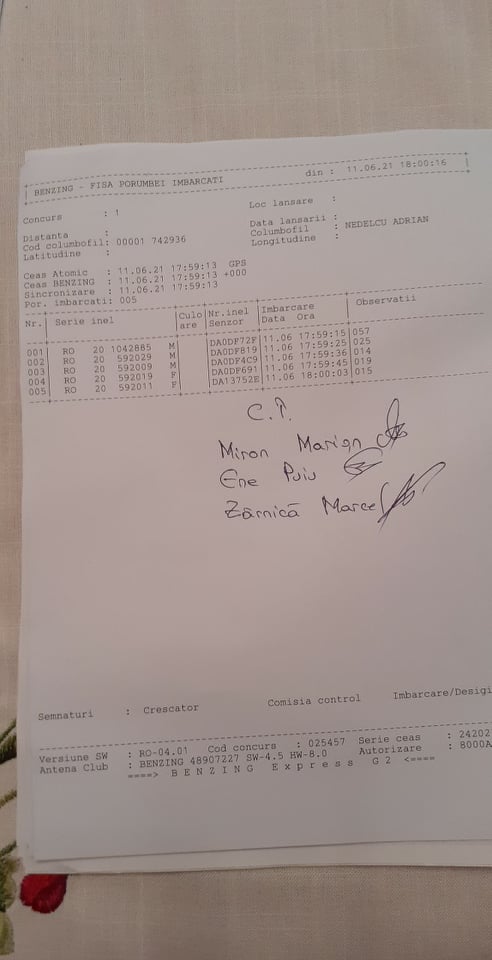 BENZING - FISA PORUMBEI IMBARCATI din : 11.06.21 18:00:16
Concurs : 1 Loc lansare :
Distanta : Data lansarii :
Cod columbofil: 00001 742936 Columbofil : NEDELCU ADRIAN
Latitudine : Longitudine :
Ceas Atomic : 11.06.21 17:59:13 GPS
Ceas BENZING : 11.06.21 17:59:13 +000
Sincronizare : 11.06.21 17:59:13
Por. imbarcati: 005
Nr. Serie inel Culo Nr.inel Imbarcare Observatii
are Senzor Data Ora
001 RO 20 1042885 M DA0DF72F 11.06 17:59:15 057
002 RO 20 592029 M DA0DF819 11.06 17:59:25 025
003 RO 20 592009 M DA0DF4C9 11.06 17:59:36 014
004 RO 20 592019 F DA0DF691 11.06 17:59:45 019
005 RO 20 592011 F DA13752E 11.06 18:00:03 015
Miron Marian
Ene Puiu
Zârnică Marcel
Semnaturi : Crescator Comisia control Imbarcare/Desigi
Versiune SW : RO-04.01 Cod concurs : 025457 Serie ceas : 24202
Antena Club : BENZING 48907227 SW-4.5 HW-8.0 Autorizare : 8000A
====> B E N Z I N G E x p r e s s G 2 <====